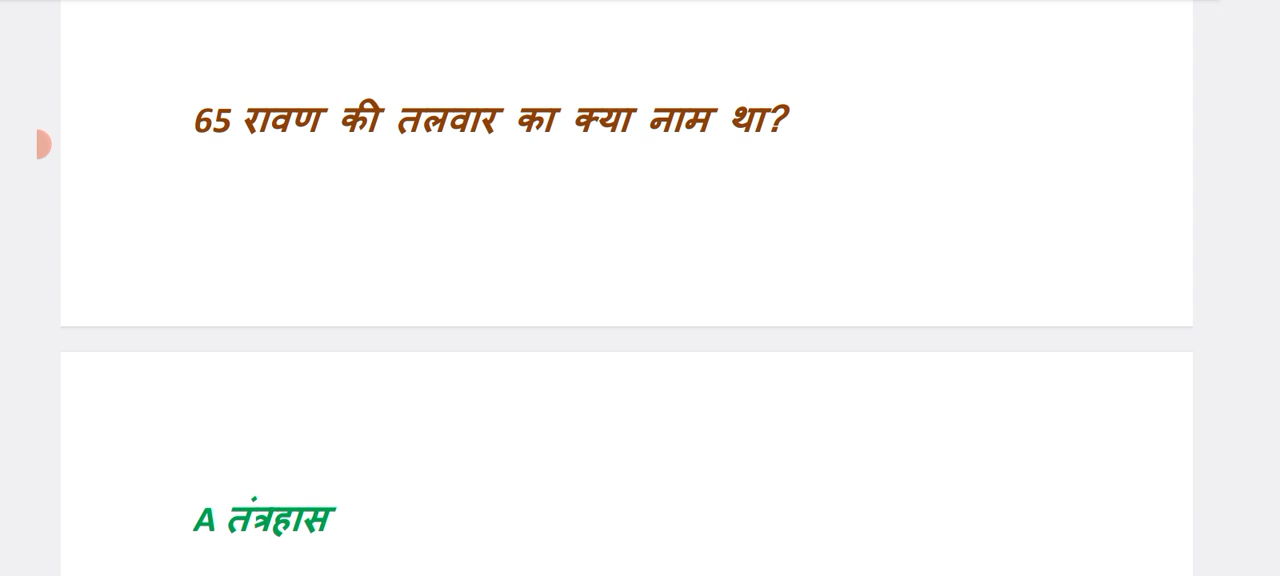 65 रावण की तलवार का क्या नाम था?
A तंत्रहास